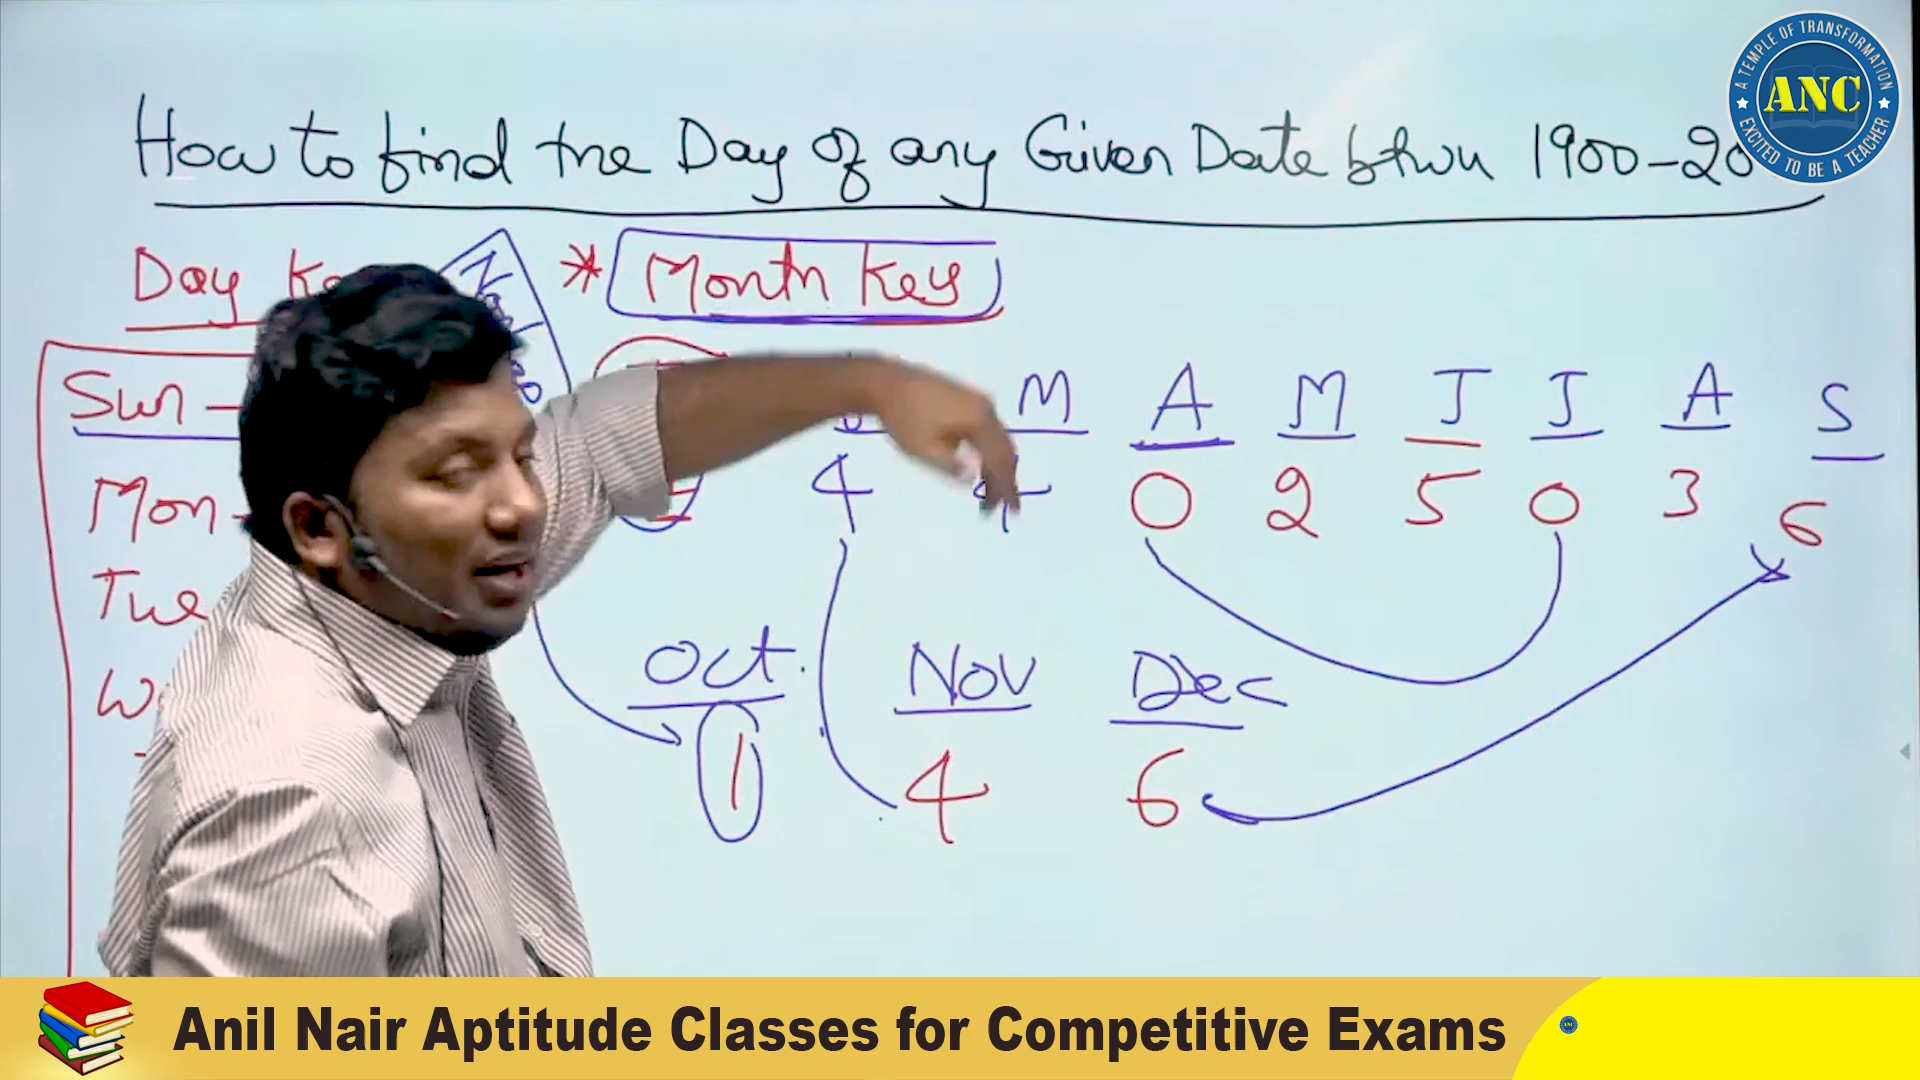 How to find the Day of any Given Date btwn 1900-20
A TEMPLE OF TRANSFORMATION
ANC
EXCITED TO BE A TEACHER
Day
* Month Key
Sun -
M A M J J A S
4 4 0 2 5 0 3 6
Mon -
Tue
Oct. Nov Dec
1 4 6
Anil Nair Aptitude Classes for Competitive Exams
ANC